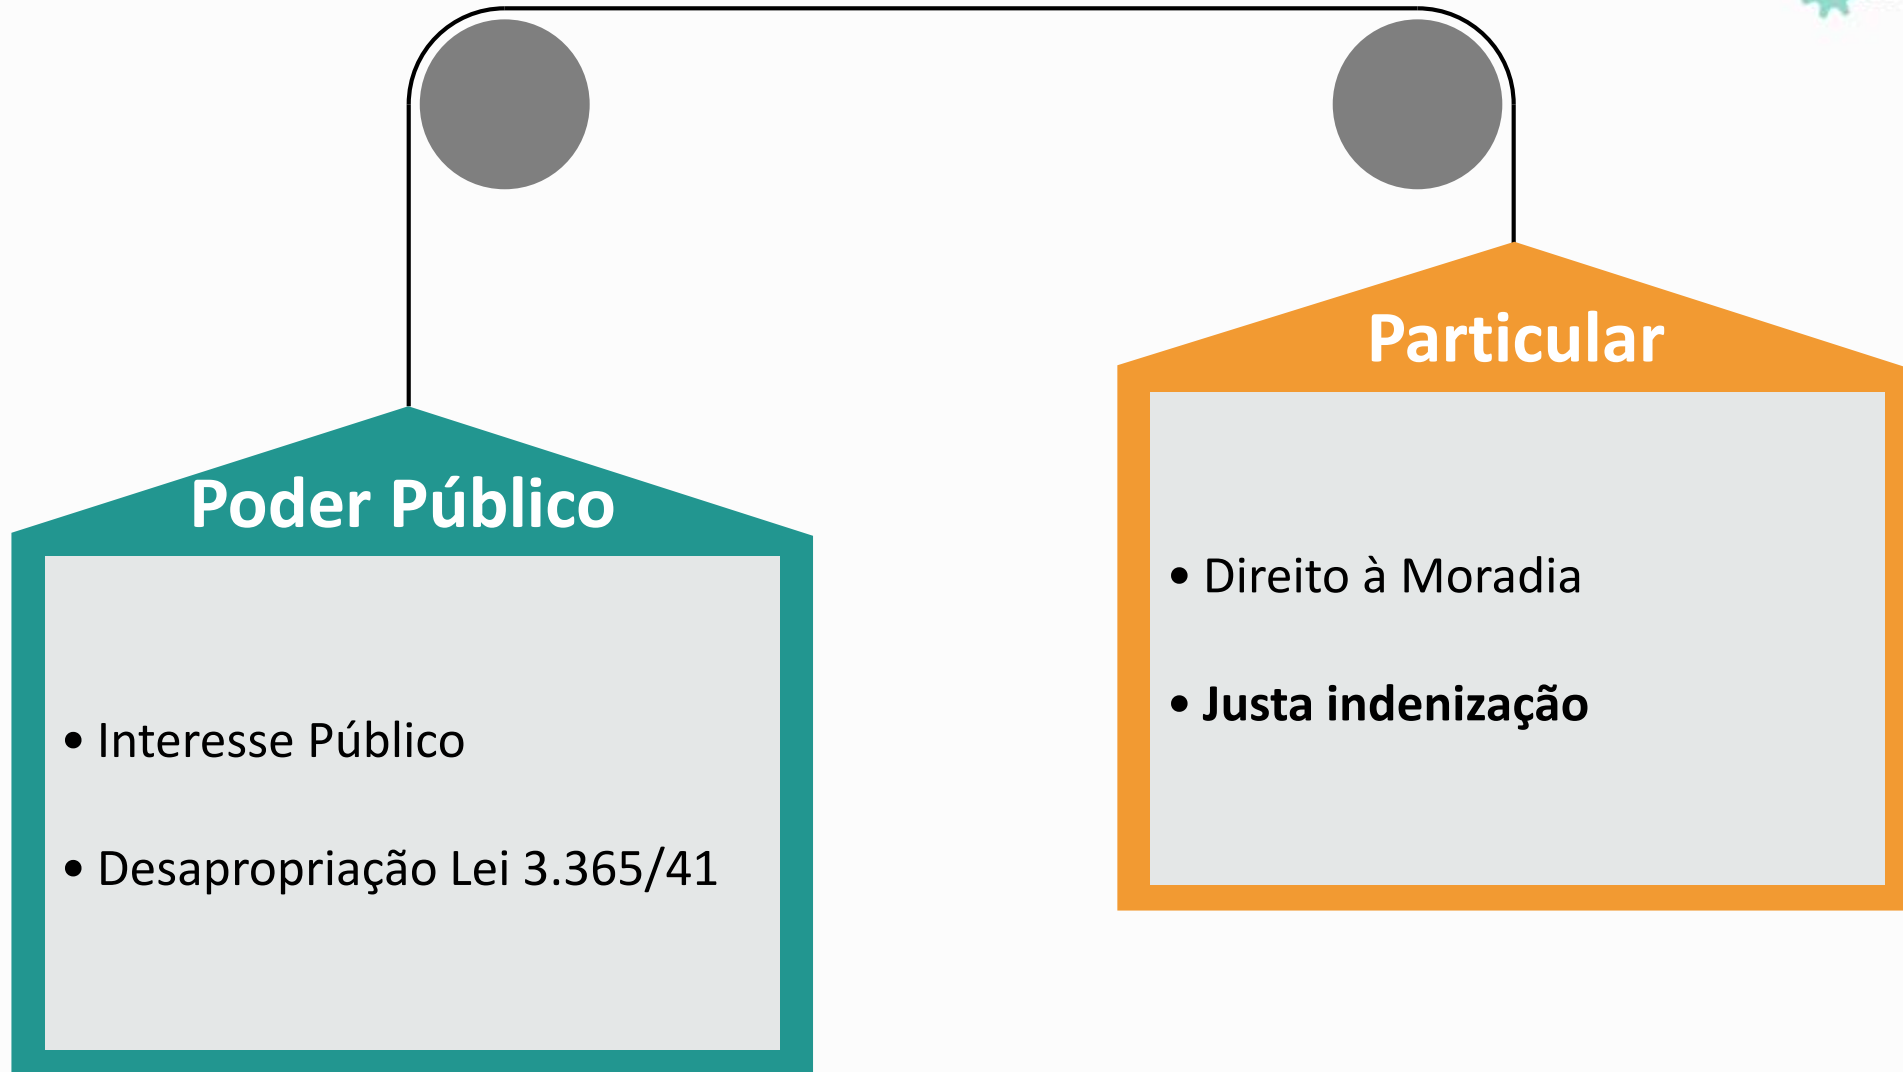 Poder Público
• Interesse Público
• Desapropriação Lei 3.365/41
Particular
• Direito à Moradia
• Justa indenização